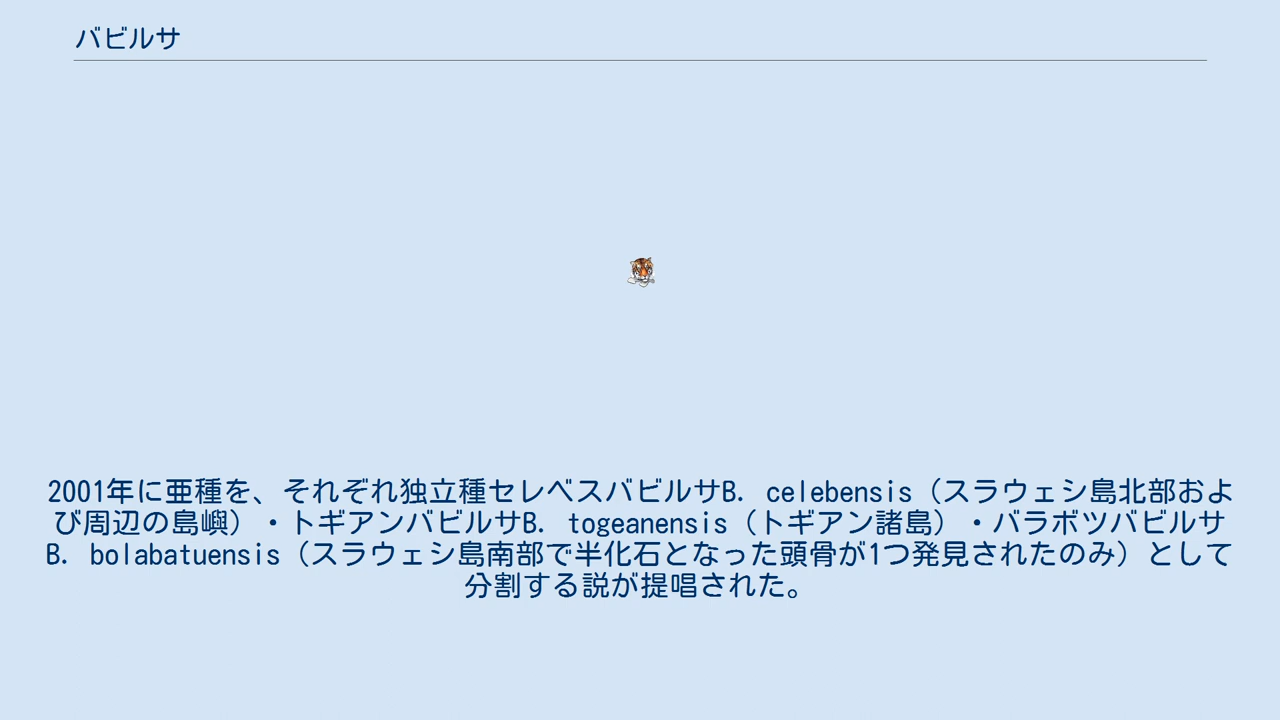 バビルサ
2001年に亜種を、それぞれ独立種セレベスバビルサB. celebensis（スラウェシ島北部およ
び周辺の島嶼）・トギアンバビルサB. togeanensis（トギアン諸島）・バラボツバビルサ
B. bolabatuensis（スラウェシ島南部で半化石となった頭骨が1つ発見されたのみ）として
分割する説が提唱された。